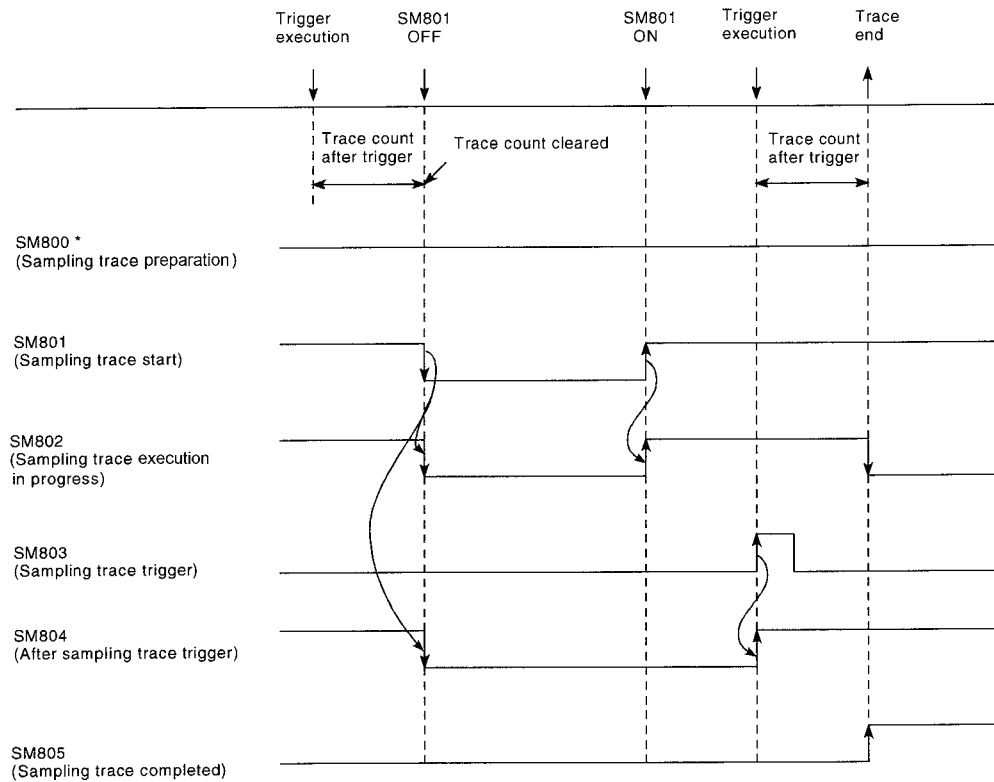 Trigger
execution
SM801
OFF
SM801
ON
Trigger
execution
Trace
end
Trace count
after trigger
Trace count cleared
Trace count
after trigger
SM800 *
(Sampling trace preparation)
SM801
(Sampling trace start)
SM802
(Sampling trace execution
in progress)
SM803
(Sampling trace trigger)
SM804
(After sampling trace trigger)
SM805
(Sampling trace completed)